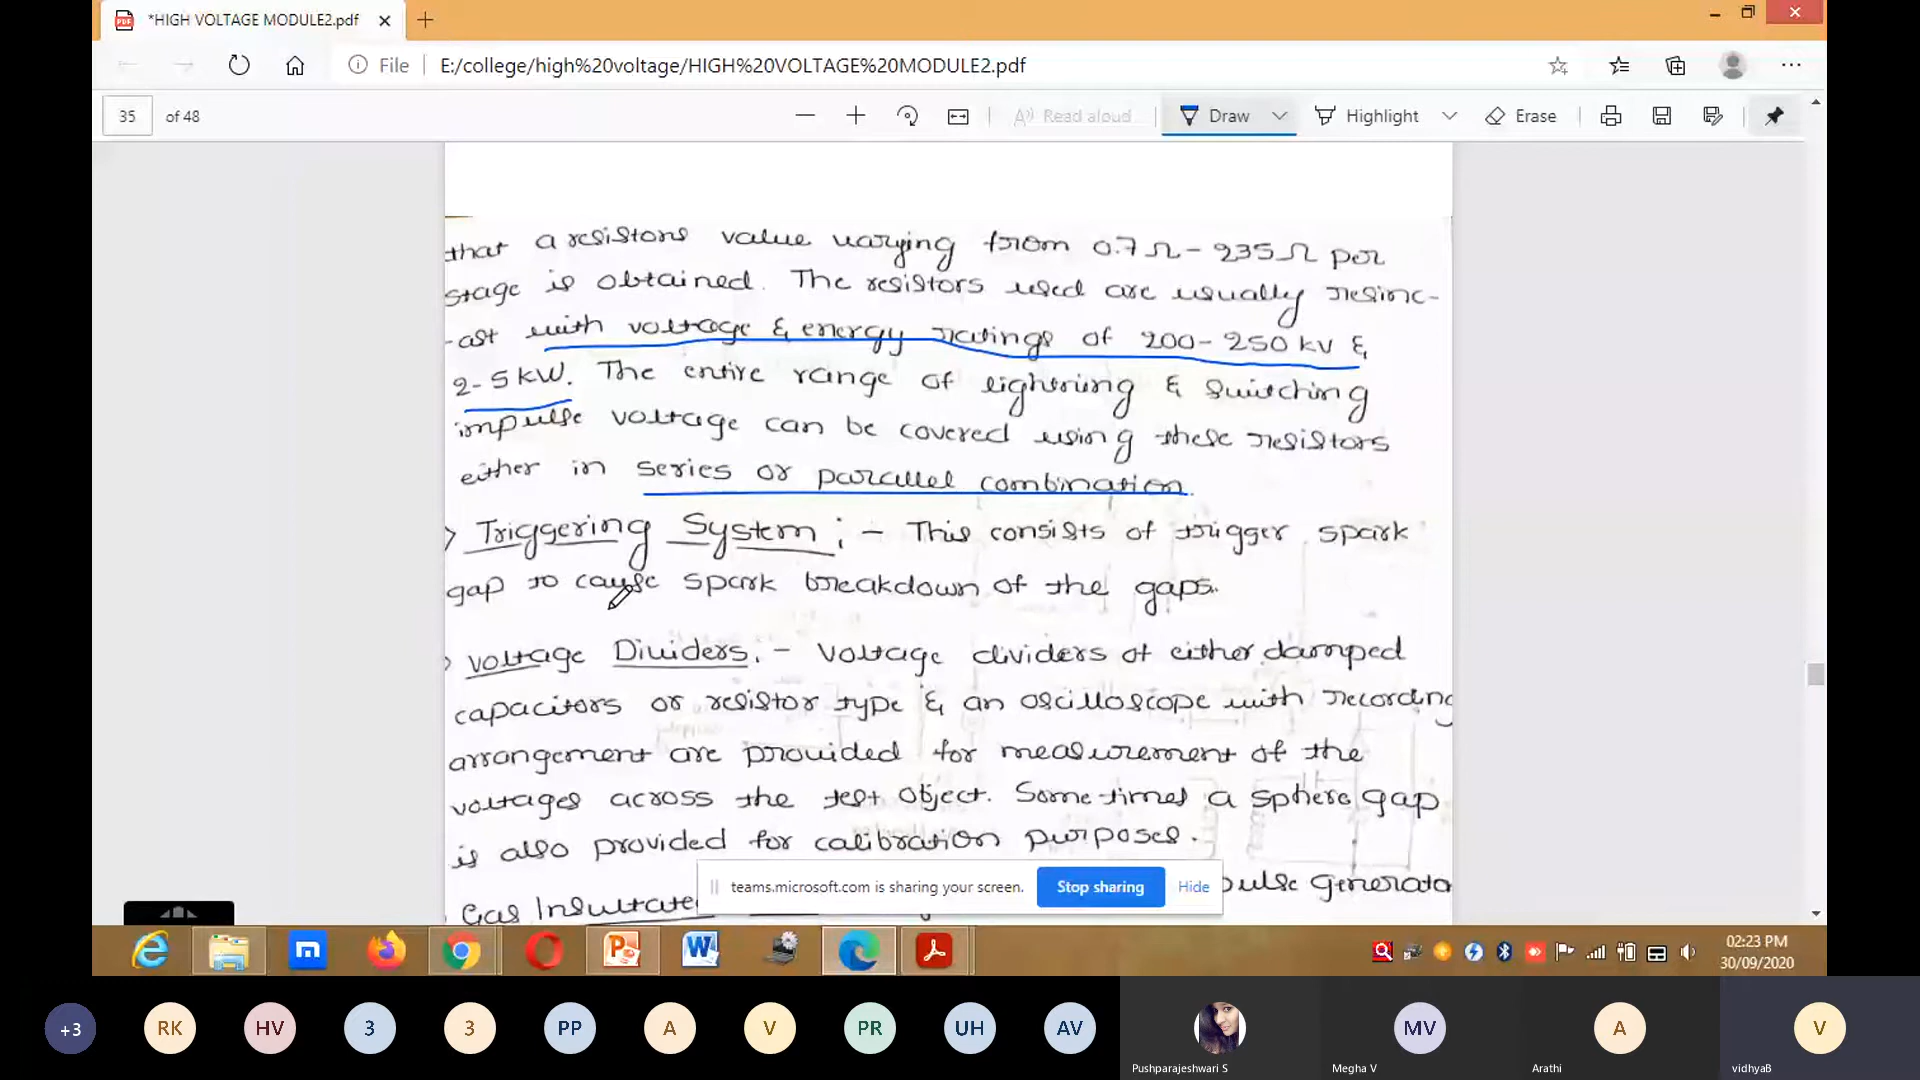 *HIGH VOLTAGE MODULE2.pdf
File E:/college/high%20voltage/HIGH%20VOLTAGE%20MODULE2.pdf
35 of 48 Read aloud Draw Highlight Erase
that a resistors value varying from 0.7 Ω - 235 Ω per
stage is obtained. The resistors used are usually resinc-
-ast with voltage & energy ratings of 200-250 kv &
2-5 KW. The entire range of lightning & switching
impulse voltage can be covered using these resistors
either in series or parallel combination.
> Triggering System :- This consists of trigger spark
gap to cause spark breakdown of the gaps.
> Voltage Dividers :- Voltage dividers of either damped
capacitors or resistor type & an oscilloscope with recording
arrangement are provided for measurement of the
voltages across the test object. Sometimes a sphere gap
is also provided for calibration purposes.
Gas Insultate pulse Generato
teams.microsoft.com is sharing your screen. Stop sharing Hide
02:23 PM
30/09/2020
+3 RK HV 3 3 PP A V PR UH AV MV A V
Pushparajeshwari S Megha V Arathi vidhyaB